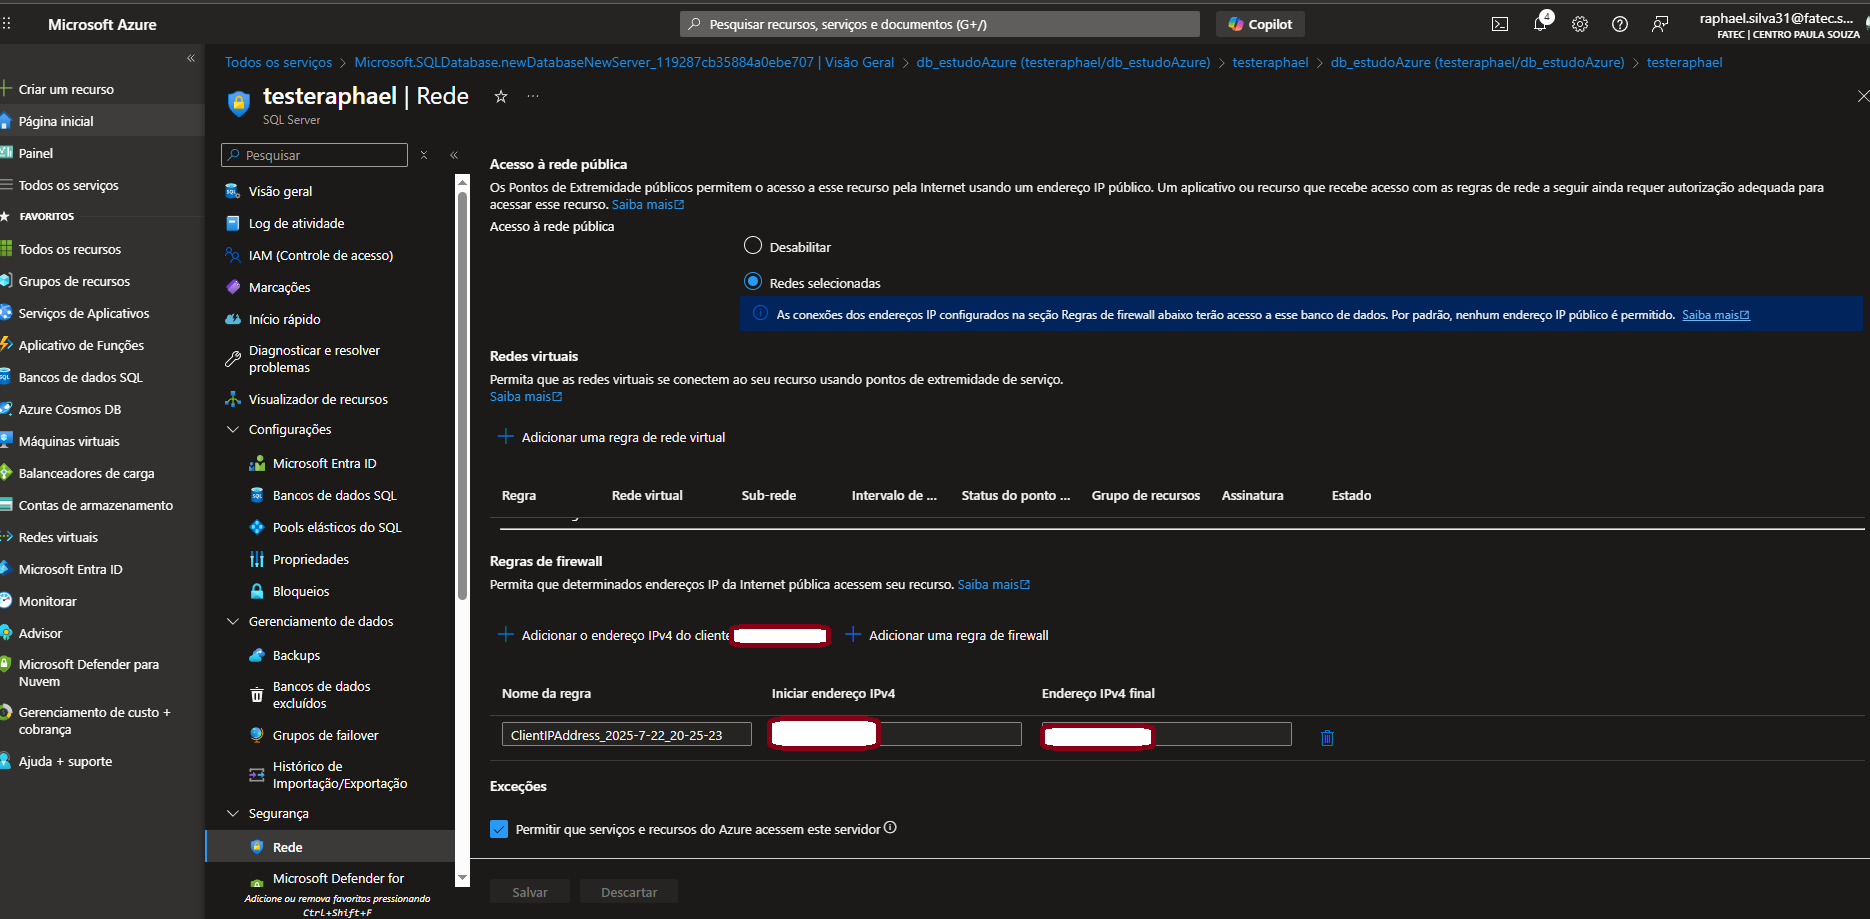 Microsoft Azure
Pesquisar recursos, serviços e documentos (G+/)
Copilot
4
raphael.silva31@fatec.s...
FATEC | CENTRO PAULA SOUZA
Criar um recurso
Página inicial
Painel
Todos os serviços
FAVORITOS
Todos os recursos
Grupos de recursos
Serviços de Aplicativos
Aplicativo de Funções
Bancos de dados SQL
Azure Cosmos DB
Máquinas virtuais
Balanceadores de carga
Contas de armazenamento
Redes virtuais
Microsoft Entra ID
Monitorar
Advisor
Microsoft Defender para
Nuvem
Gerenciamento de custo +
cobrança
Ajuda + suporte
Todos os serviços > Microsoft.SQLDatabase.newDatabaseNewServer_119287cb35884a0ebe707 | Visão Geral > db_estudoAzure (testeraphael/db_estudoAzure) > testeraphael > db_estudoAzure (testeraphael/db_estudoAzure) > testeraphael
testeraphael | Rede
SQL Server
Pesquisar
Visão geral
Log de atividade
IAM (Controle de acesso)
Marcações
Início rápido
Diagnosticar e resolver
problemas
Visualizador de recursos
Configurações
Microsoft Entra ID
Bancos de dados SQL
Pools elásticos do SQL
Propriedades
Bloqueios
Gerenciamento de dados
Backups
Bancos de dados
excluídos
Grupos de failover
Histórico de
Importação/Exportação
Segurança
Rede
Microsoft Defender for
Adicione ou remova favoritos pressionando
Ctrl+Shift+F
Acesso à rede pública
Os Pontos de Extremidade públicos permitem o acesso a esse recurso pela Internet usando um endereço IP público. Um aplicativo ou recurso que recebe acesso com as regras de rede a seguir ainda requer autorização adequada para
acessar esse recurso. Saiba mais
Acesso à rede pública
Desabilitar
Redes selecionadas
As conexões dos endereços IP configurados na seção Regras de firewall abaixo terão acesso a esse banco de dados. Por padrão, nenhum endereço IP público é permitido. Saiba mais
Redes virtuais
Permita que as redes virtuais se conectem ao seu recurso usando pontos de extremidade de serviço.
Saiba mais
Adicionar uma regra de rede virtual
Regra Rede virtual Sub-rede Intervalo de ... Status do ponto ... Grupo de recursos Assinatura Estado
Regras de firewall
Permita que determinados endereços IP da Internet pública acessem seu recurso. Saiba mais
Adicionar o endereço IPv4 do cliente Adicionar uma regra de firewall
Nome da regra Iniciar endereço IPv4 Endereço IPv4 final
ClientIPAddress_2025-7-22_20-25-23
Exceções
Permitir que serviços e recursos do Azure acessem este servidor
Salvar Descartar